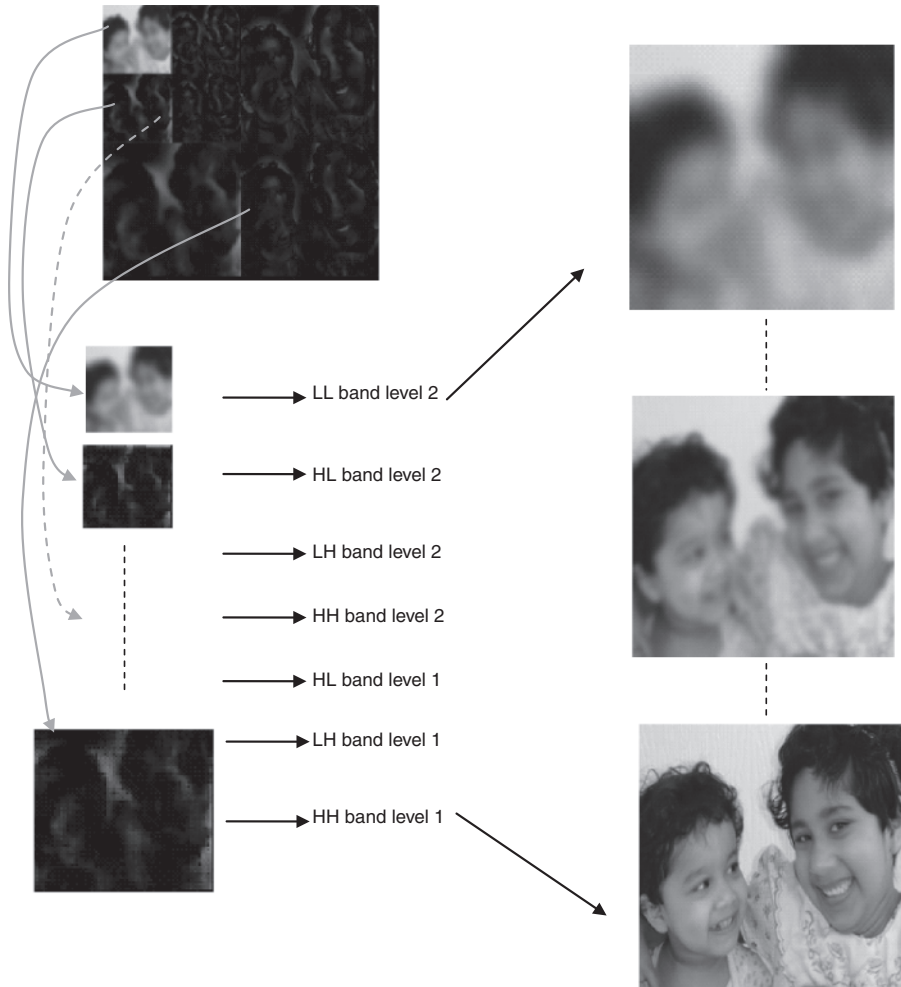 LL band level 2
HL band level 2
LH band level 2
HH band level 2
HL band level 1
LH band level 1
HH band level 1